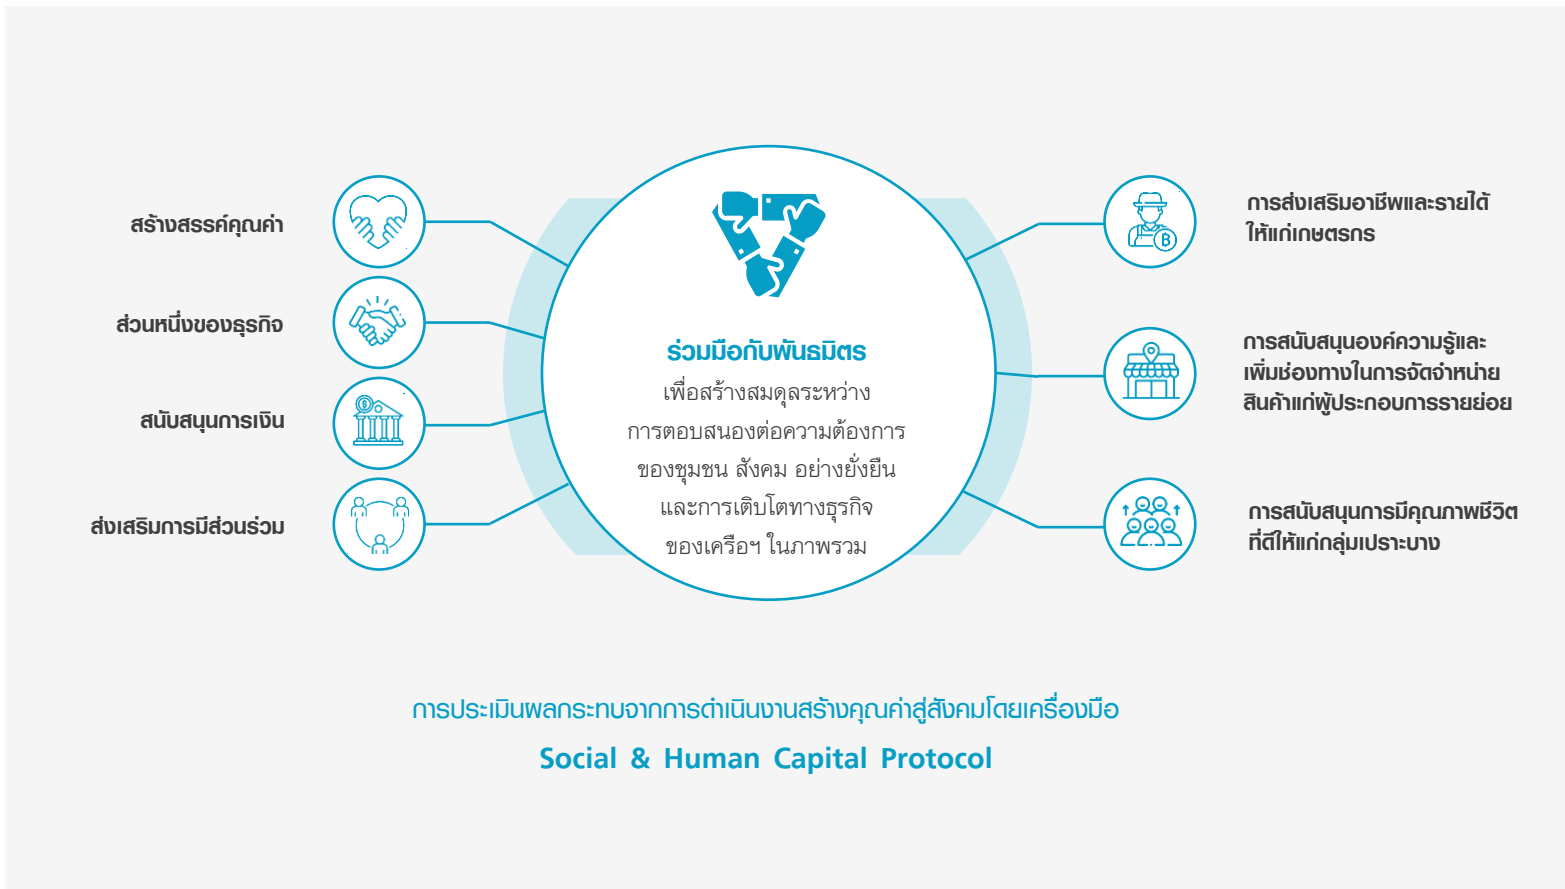 สร้างสรรค์คุณค่า
ส่วนหนึ่งของธุรกิจ
สนับสนุนการเงิน
ส่งเสริมการมีส่วนร่วม
ร่วมมือกับพันธมิตร
เพื่อสร้างสมดุลระหว่าง
การตอบสนองต่อความต้องการ
ของชุมชน สังคม อย่างยั่งยืน
และการเติบโตทางธุรกิจ
ของเครือฯ ในภาพรวม
การส่งเสริมอาชีพและรายได้
ให้แก่เกษตรกร
การสนับสนุนองค์ความรู้และ
เพิ่มช่องทางในการจัดจำหน่าย
สินค้าแก่ผู้ประกอบการรายย่อย
การสนับสนุนการมีคุณภาพชีวิต
ที่ดีให้แก่กลุ่มเปราะบาง
การประเมินผลกระทบจากการดำเนินงานสร้างคุณค่าสู่สังคมโดยเครื่องมือ
Social & Human Capital Protocol